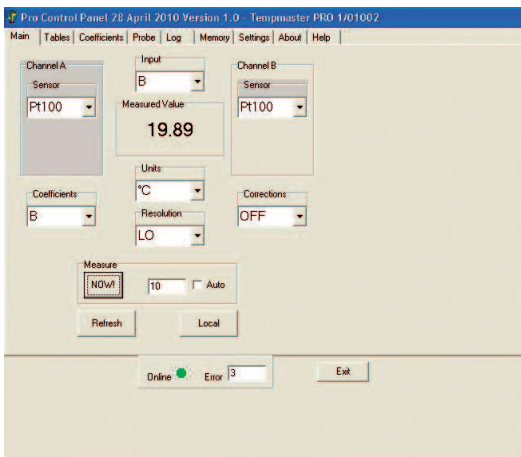 Pro Control Panel 28 April 2010 Version 1.0 - Tempmaster PRO 1/01002
Main Tables Coefficients Probe Log Memory Settings About Help
Channel A
Sensor
Pt100
Input
B
Measured Value
19.89
Channel B
Sensor
Pt100
Units
°C
Coefficients
B
Resolution
LO
Corrections
OFF
Measure
NOW!
10
Auto
Refresh
Local
Online
Error
3
Exit